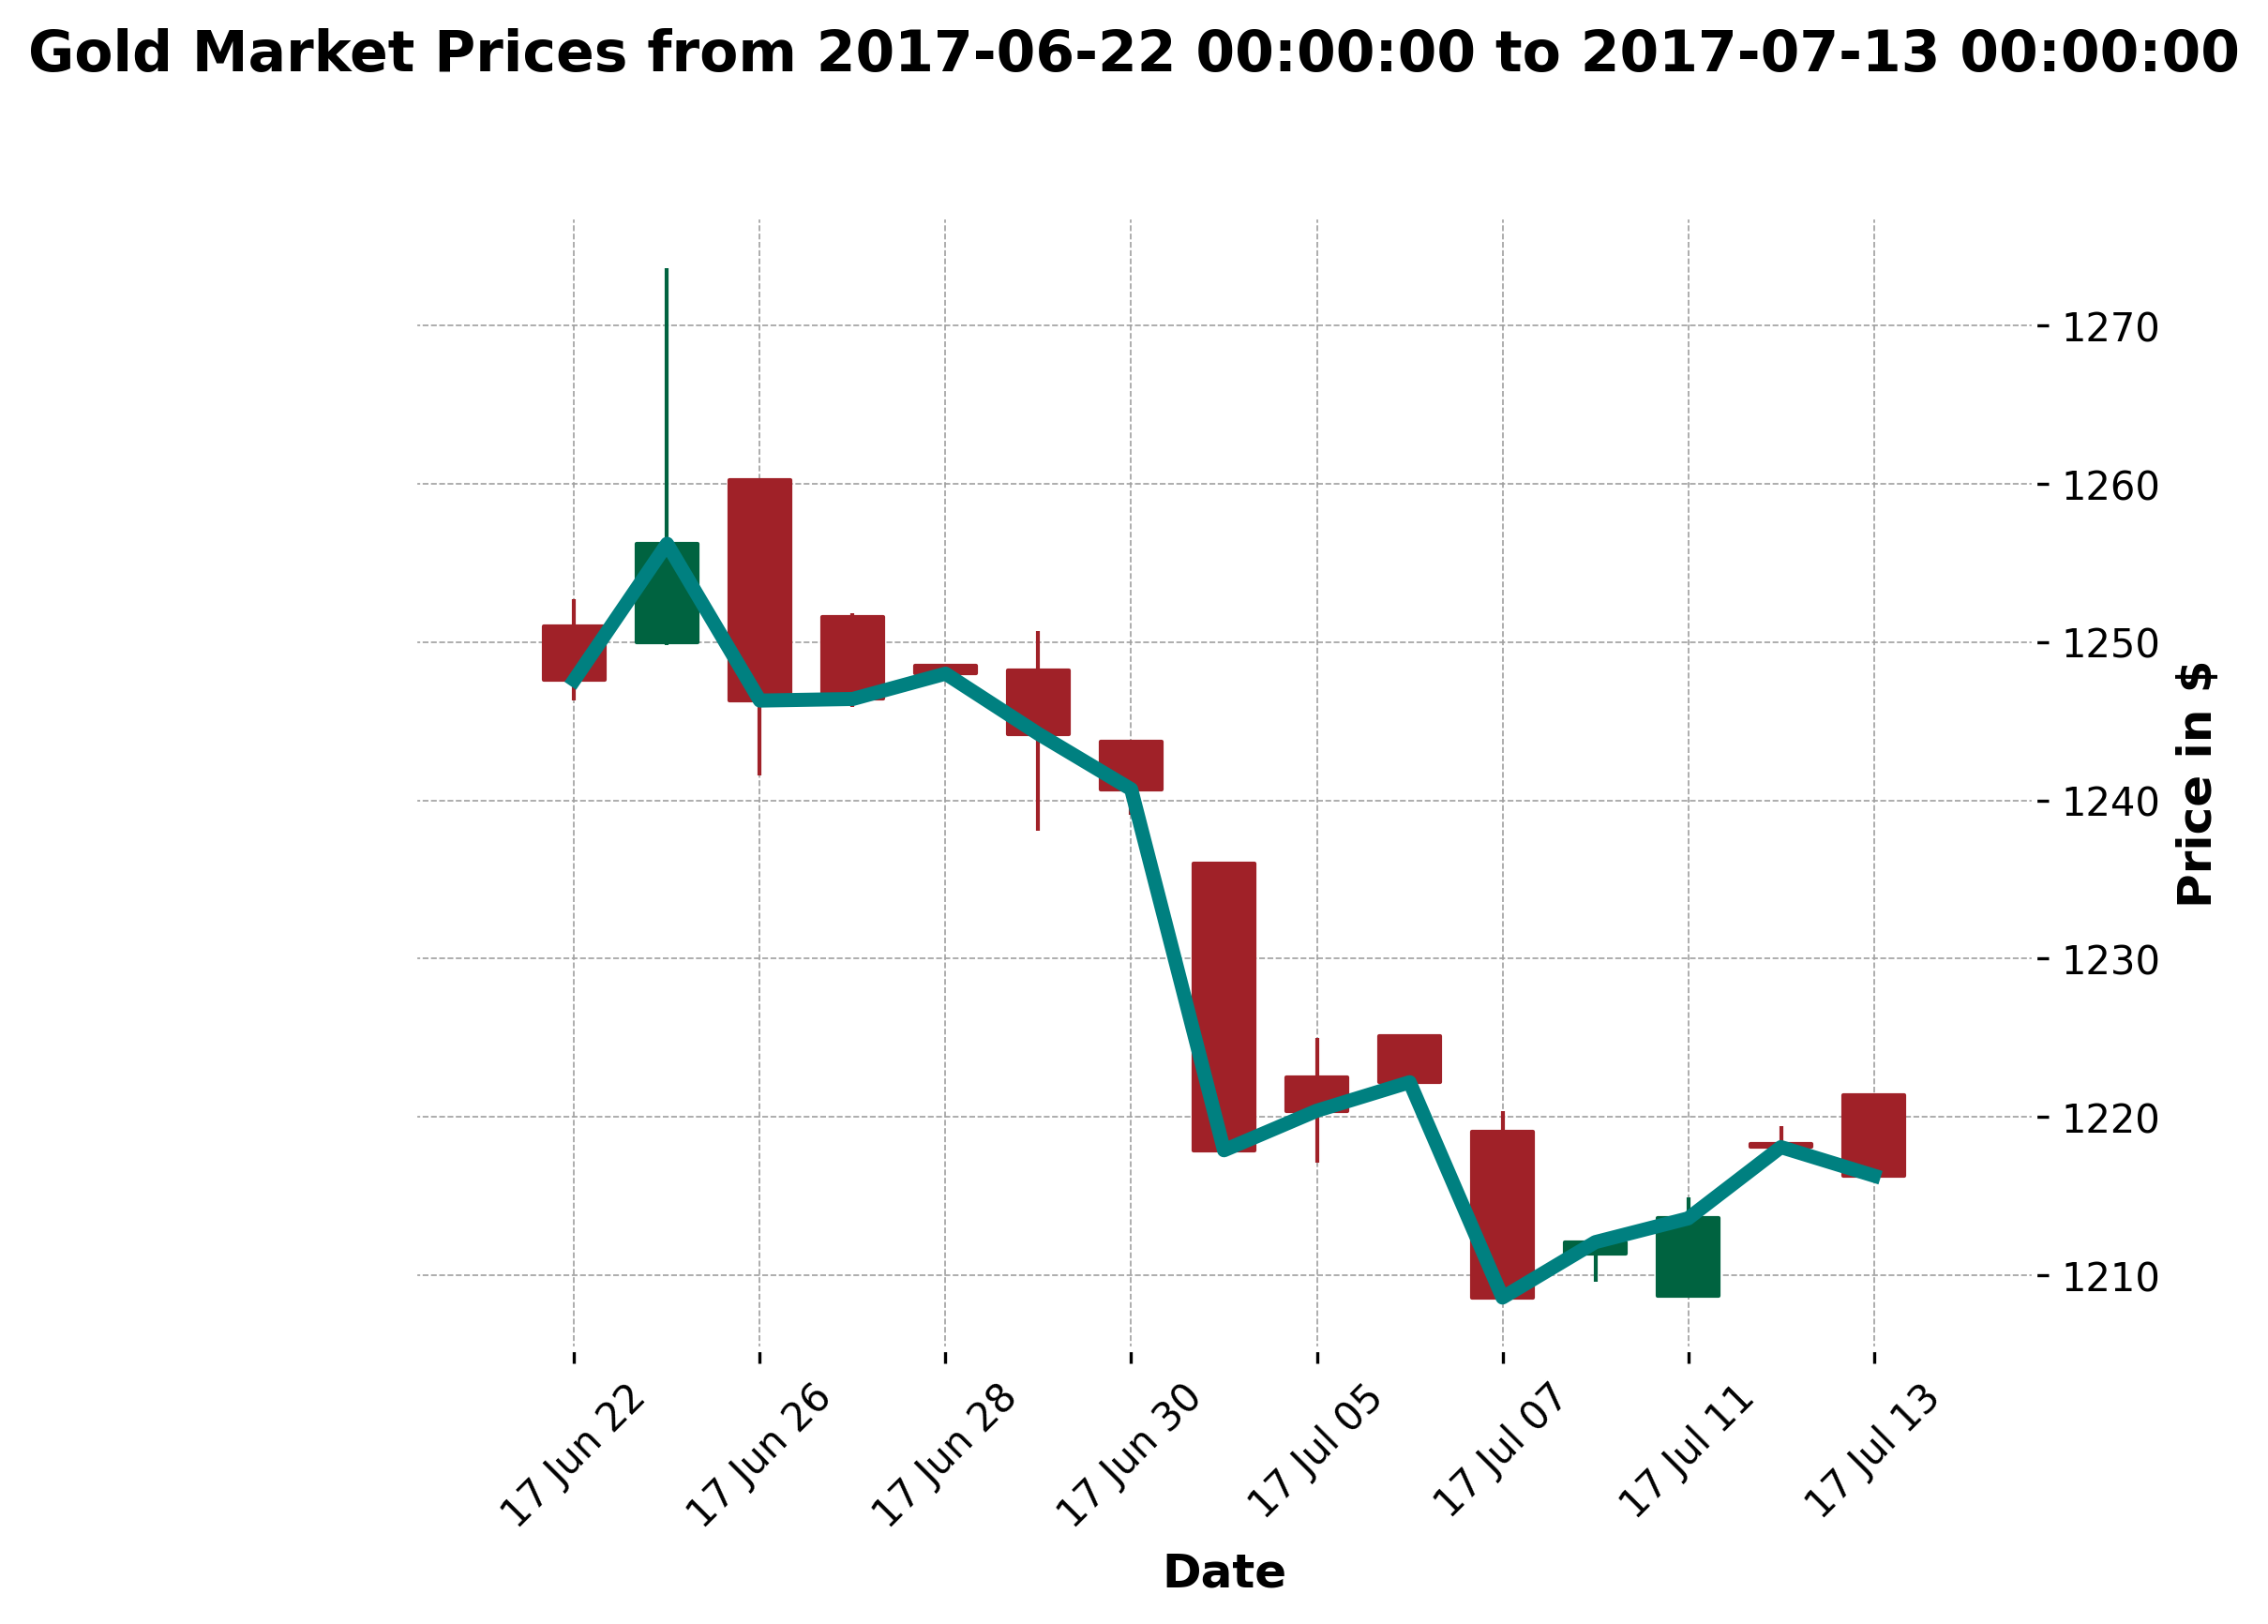 Gold Market Prices from 2017-06-22 00:00:00 to 2017-07-13 00:00:00
1270
1260
1250
1240
1230
1220
1210
Price in $
17 Jun 22
17 Jun 26
17 Jun 28
17 Jun 30
17 Jul 05
17 Jul 07
17 Jul 11
17 Jul 13
Date